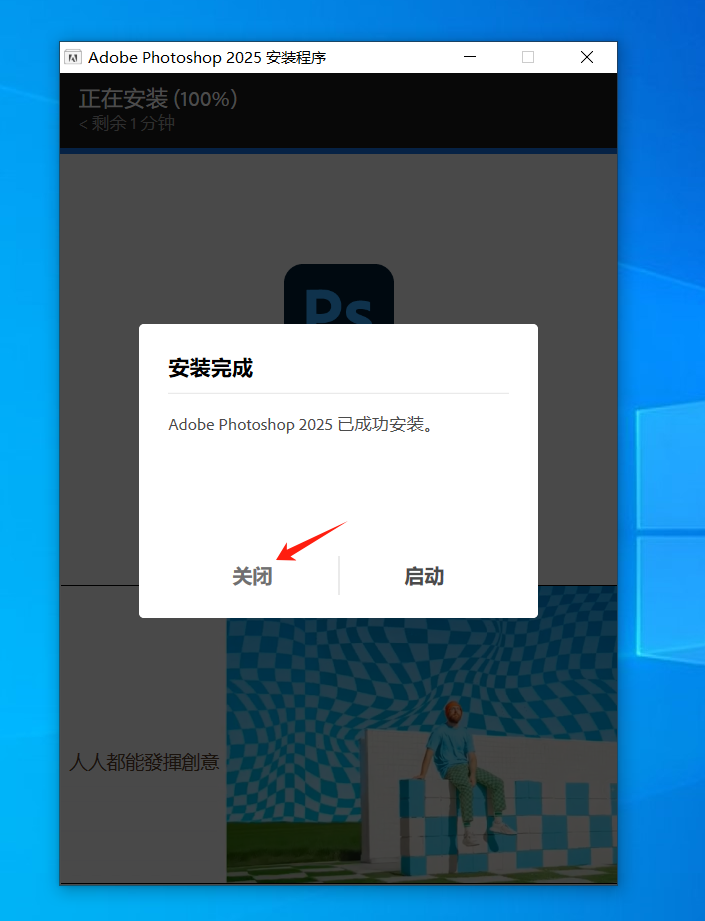 Adobe Photoshop 2025 安装程序
正在安装 (100%)
< 剩余 1 分钟
Ps
安装完成
Adobe Photoshop 2025 已成功安装。
关闭
启动
人人都能發揮創意